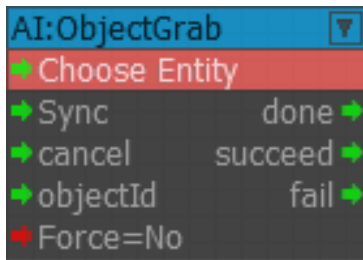 AI:ObjectGrab
Choose Entity
Sync done
cancel succeed
objectId fail
Force=No